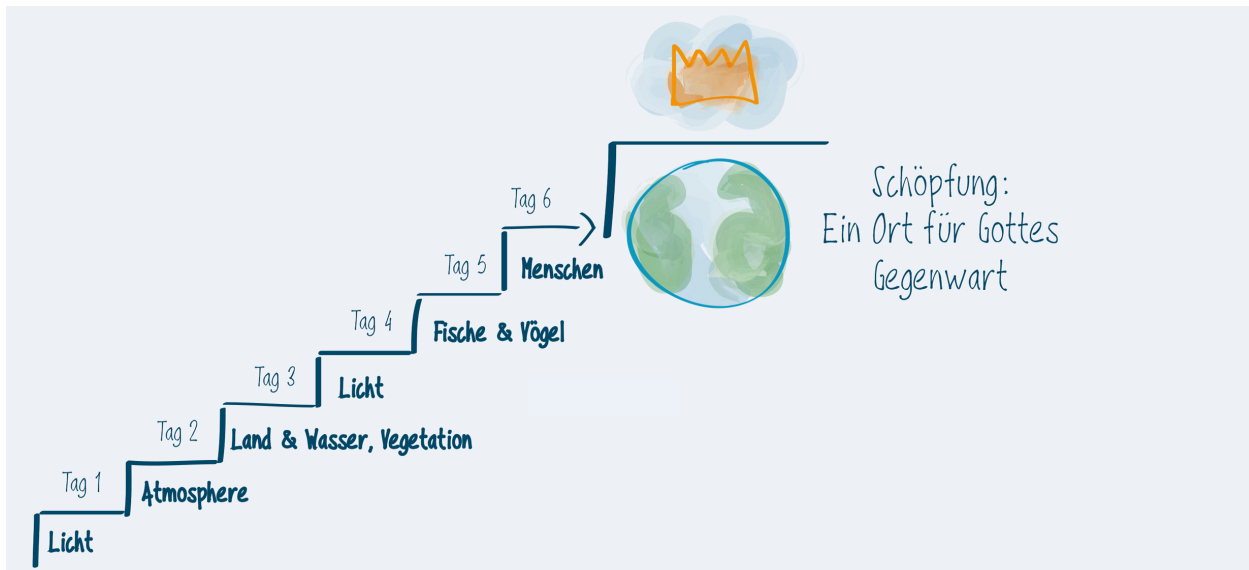 Tag 6
Schöpfung:
Ein Ort für Gottes
Gegenwart
Tag 5
Menschen
Tag 4
Fische & Vögel
Tag 3
Licht
Tag 2
Land & Wasser, Vegetation
Tag 1
Atmosphere
Licht